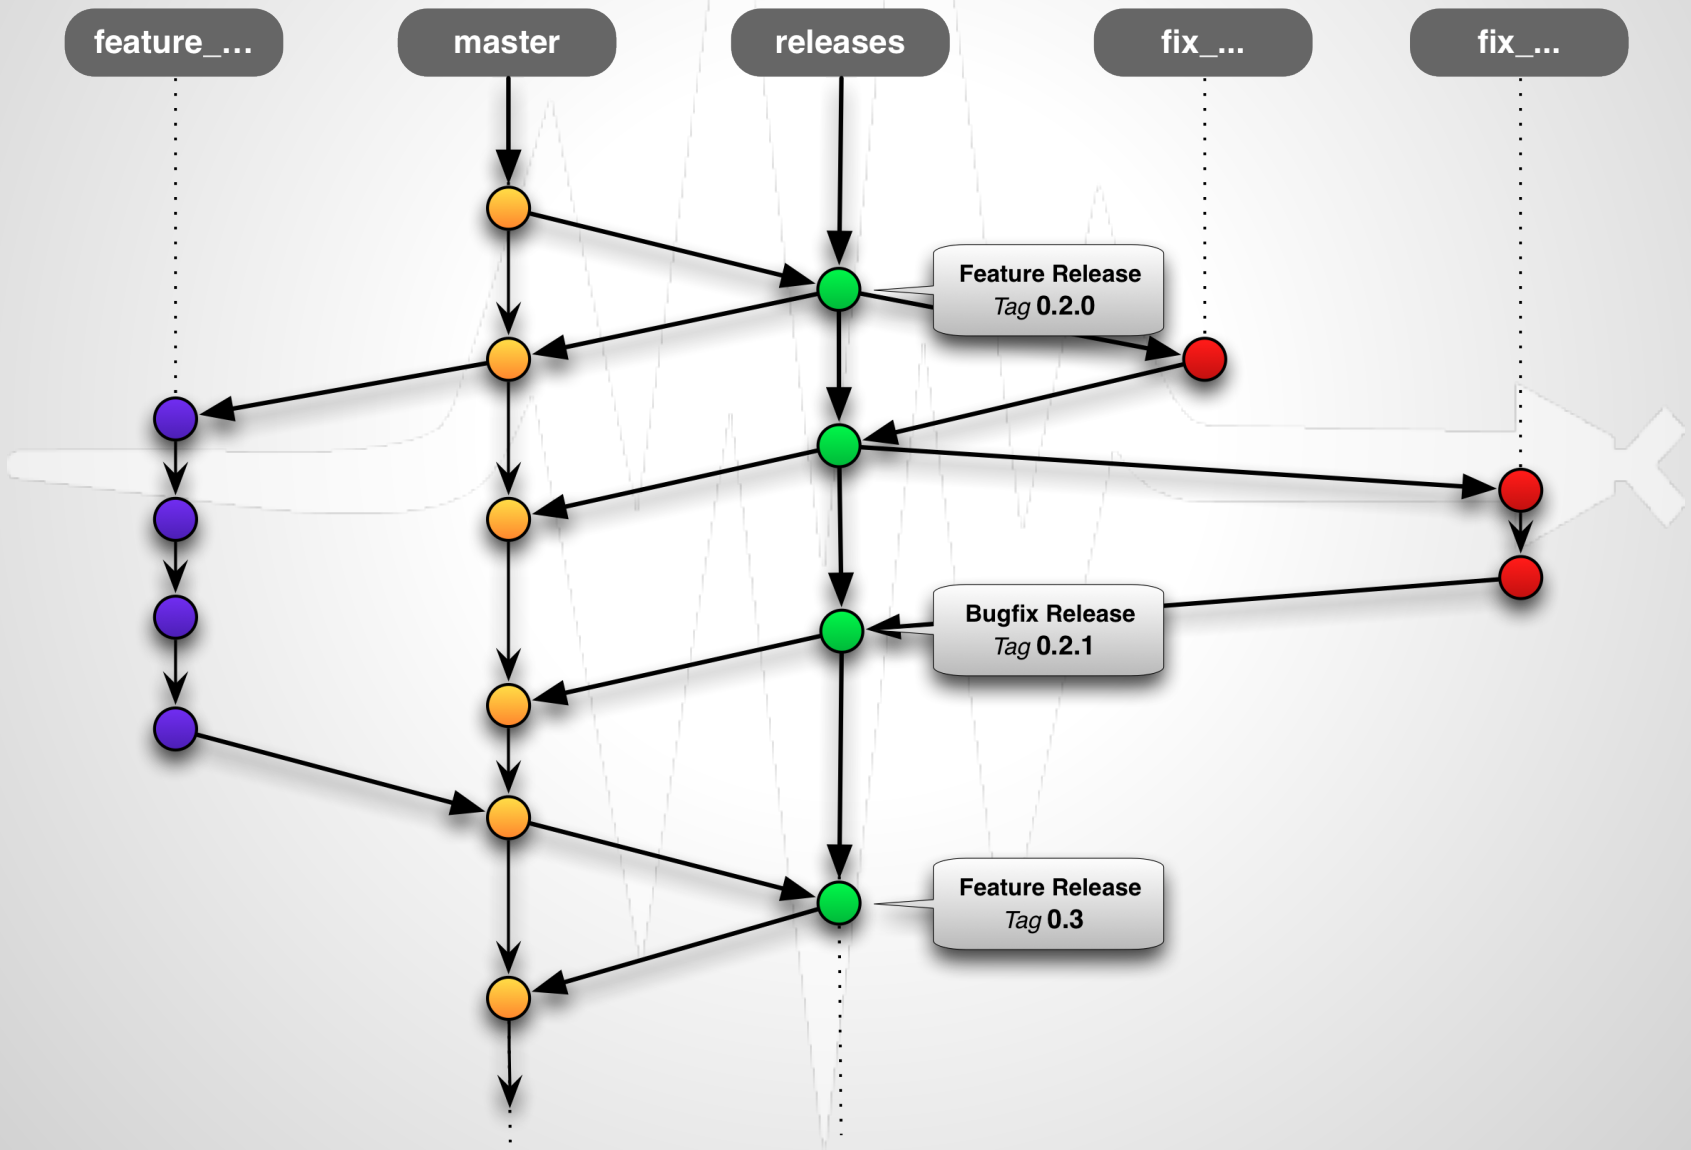 feature_...
master
releases
fix_...
fix_...
Feature Release
Tag 0.2.0
Bugfix Release
Tag 0.2.1
Feature Release
Tag 0.3